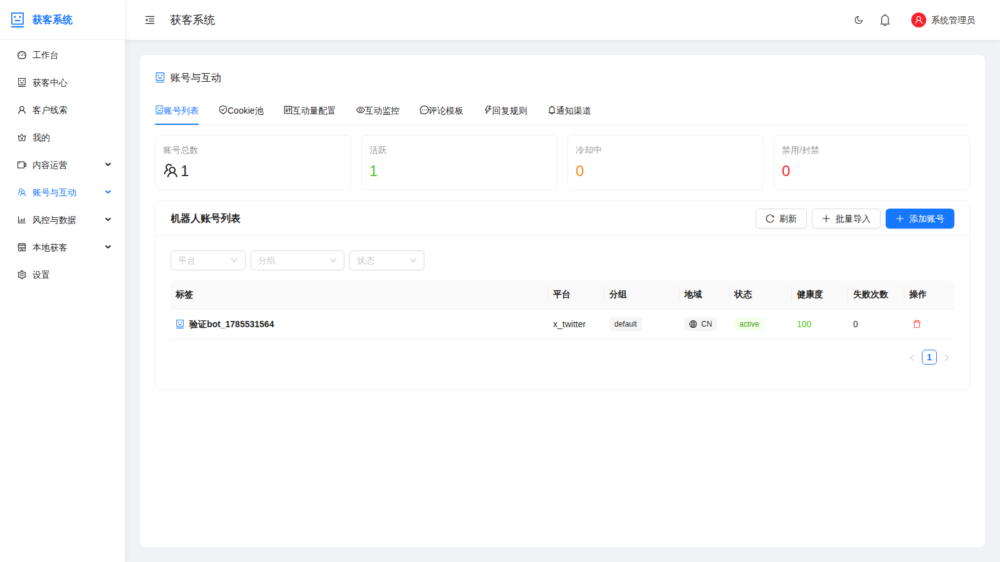 获客系统
获客系统
系统管理员
工作台
获客中心
客户线索
我的
内容运营
账号与互动
风控与数据
本地获客
设置
账号与互动
账号列表
Cookie池
互动量配置
互动监控
评论模板
回复规则
通知渠道
账号总数
1
活跃
1
冷却中
0
禁用/封禁
0
机器人账号列表
刷新
批量导入
添加账号
平台
分组
状态
标签 平台 分组 地域 状态 健康度 失败次数 操作
验证bot_1785531564 x_twitter default CN active 100 0
1